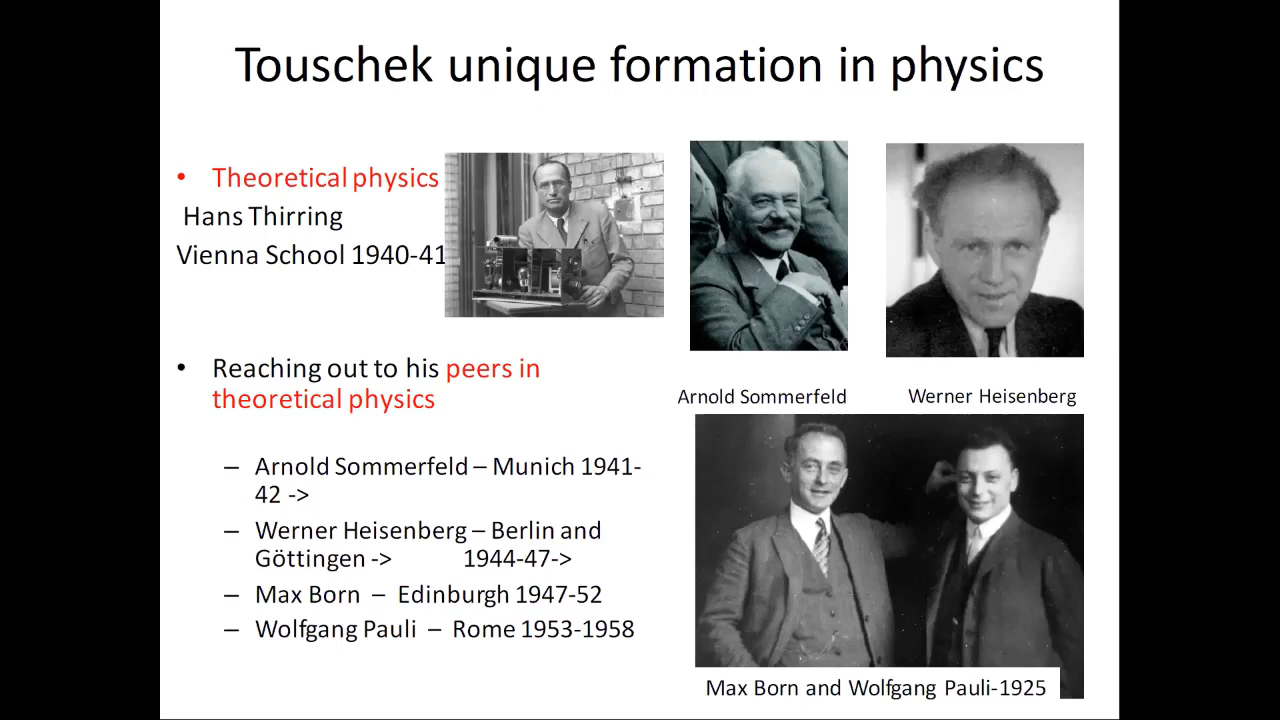 Touschek unique formation in physics
• Theoretical physics
Hans Thirring
Vienna School 1940-41
• Reaching out to his peers in
theoretical physics
– Arnold Sommerfeld – Munich 1941-
42 ->
– Werner Heisenberg – Berlin and
Göttingen -> 1944-47->
– Max Born – Edinburgh 1947-52
– Wolfgang Pauli – Rome 1953-1958
Arnold Sommerfeld
Werner Heisenberg
Max Born and Wolfgang Pauli-1925